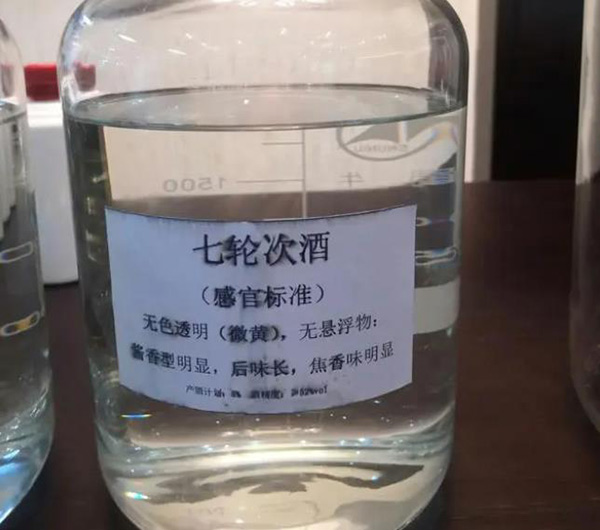 1500
七轮次酒
（感官标准）
无色透明（微黄），无悬浮物；
酱香型明显，后味长，焦香味明显